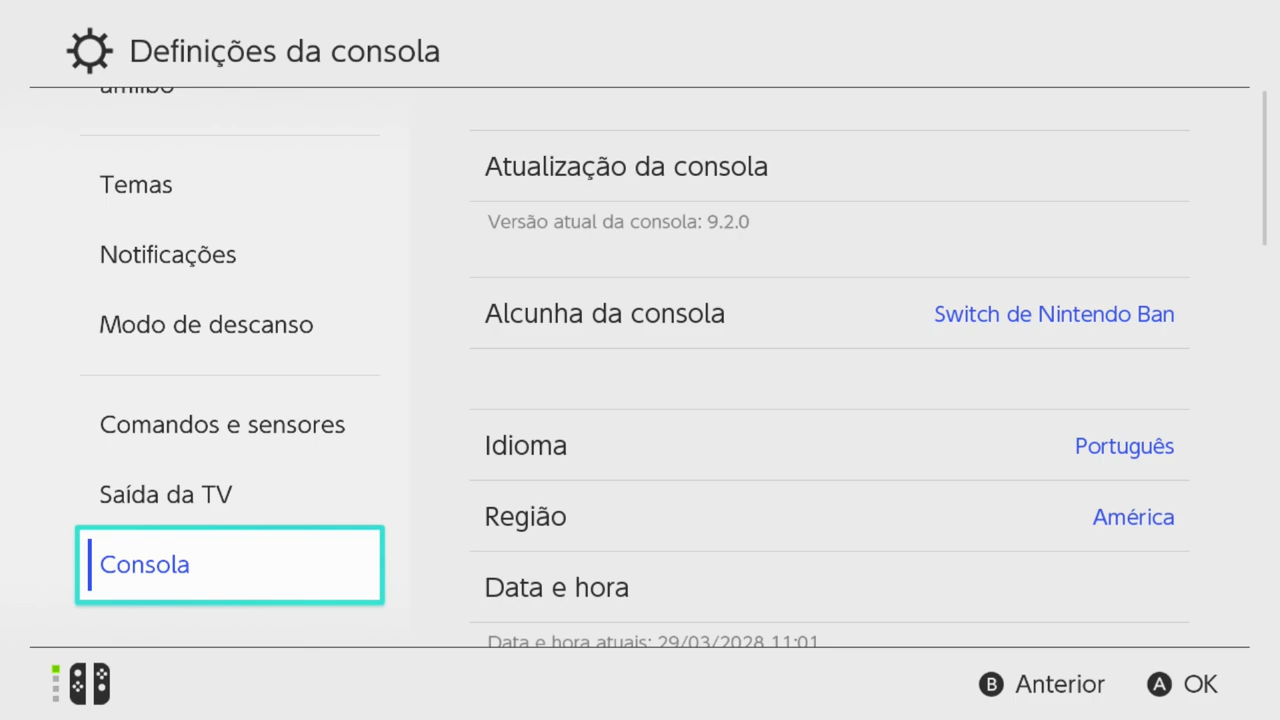 Definições da consola
amiibo
Temas
Notificações
Modo de descanso
Comandos e sensores
Saída da TV
Consola
Atualização da consola
Versão atual da consola: 9.2.0
Alcunha da consola
Switch de Nintendo Ban
Idioma
Português
Região
América
Data e hora
Data e hora atuais: 29/03/2028 11:01
B Anterior
A OK